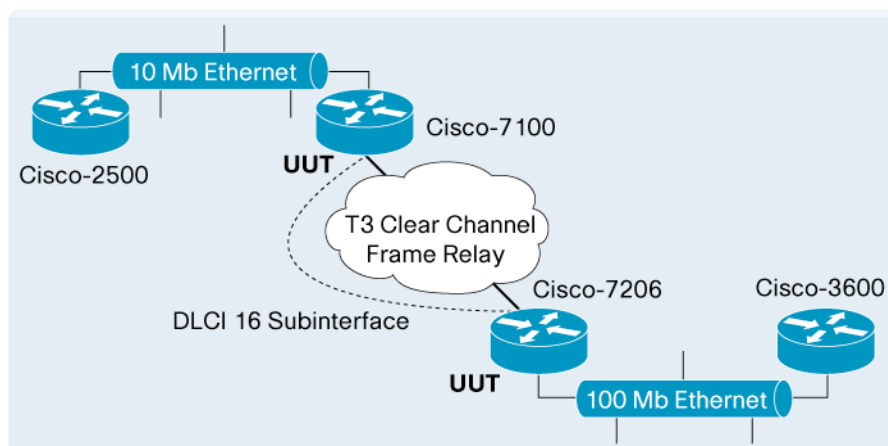 10 Mb Ethernet
Cisco-7100
Cisco-2500
UUT
T3 Clear Channel
Frame Relay
Cisco-7206
Cisco-3600
DLCI 16 Subinterface
UUT
100 Mb Ethernet